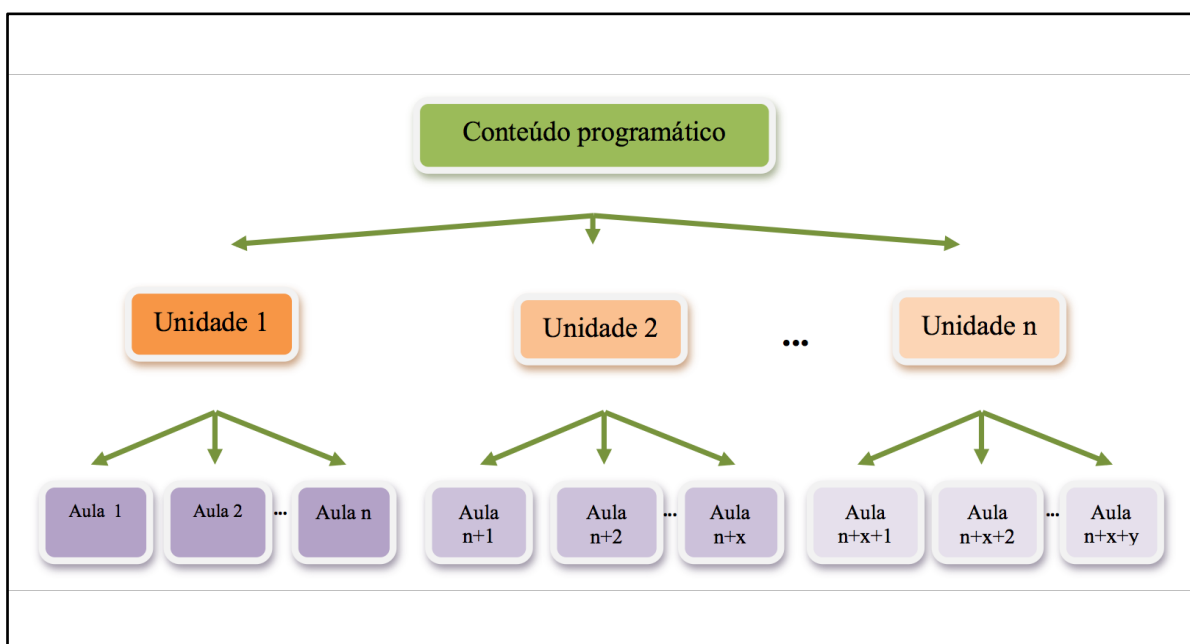 Conteúdo programático
Unidade 1
Unidade 2
...
Unidade n
Aula 1
Aula 2
...
Aula n
Aula
n+1
Aula
n+2
...
Aula
n+x
Aula
n+x+1
Aula
n+x+2
...
Aula
n+x+y